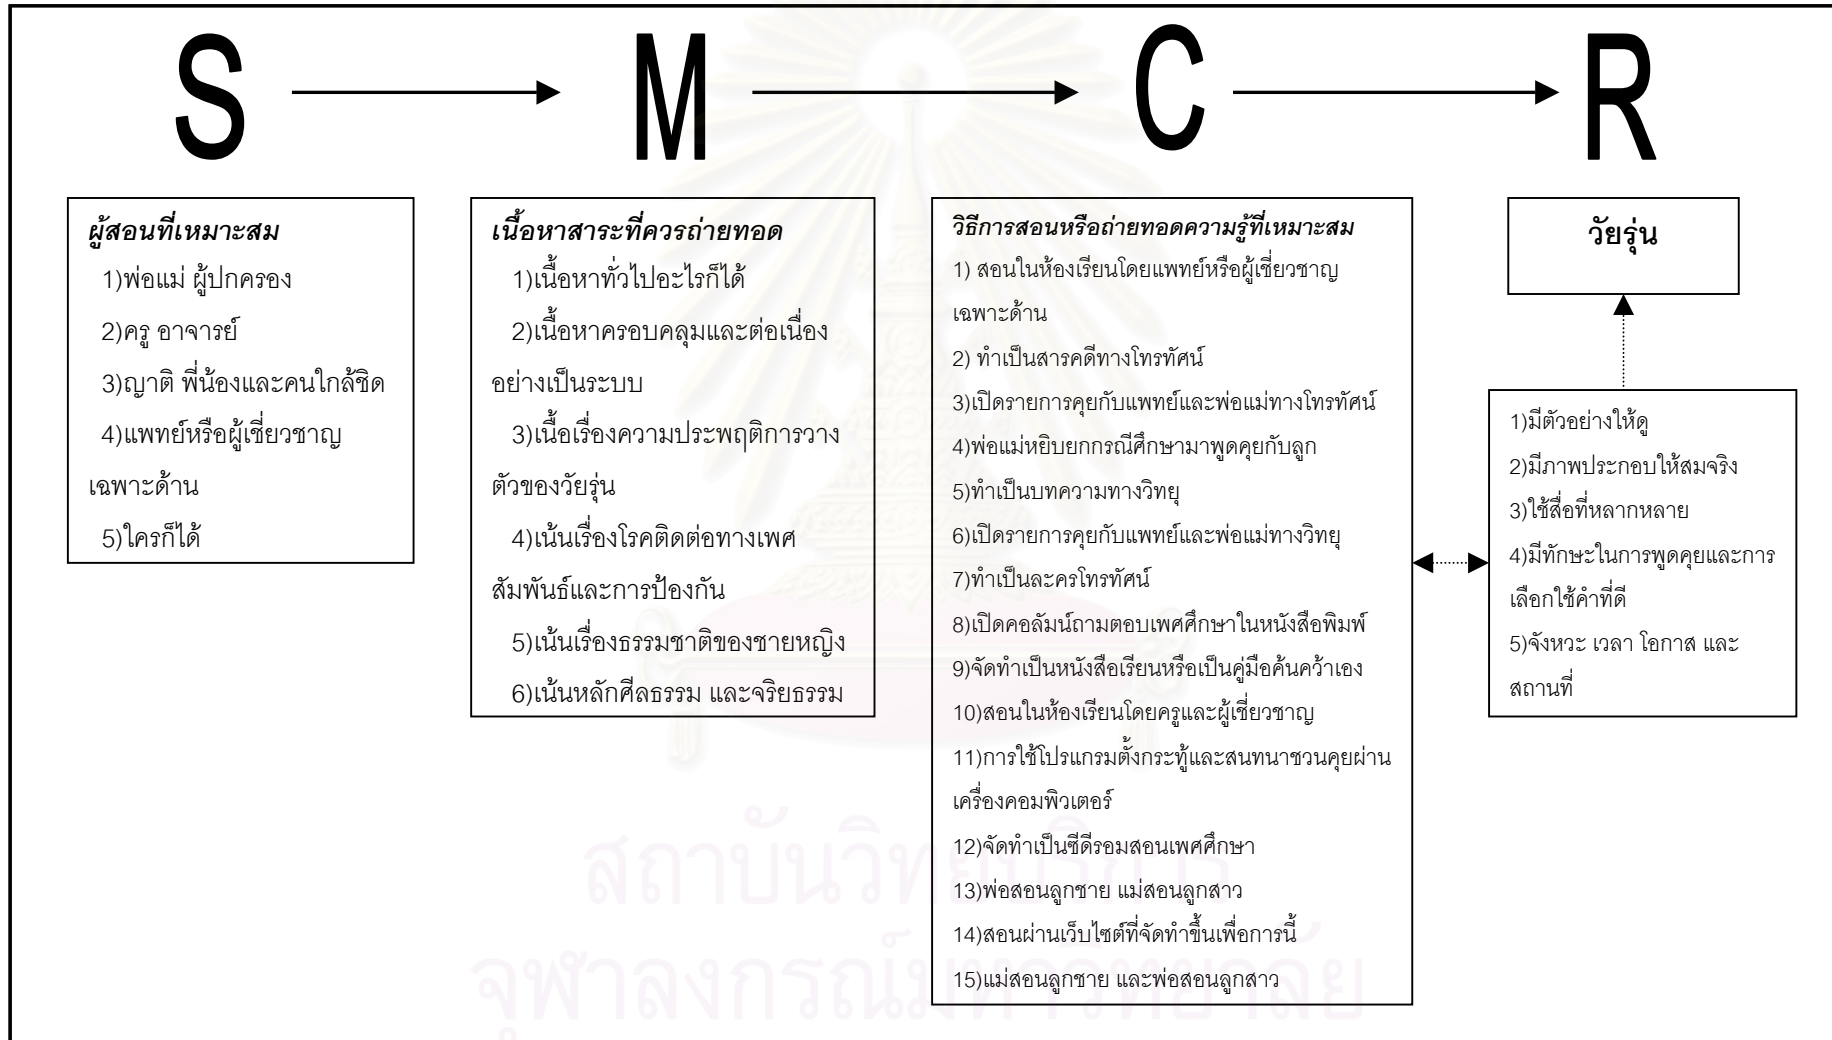 S M C R
ผู้สอนที่เหมาะสม
1)พ่อแม่ ผู้ปกครอง
2)ครู อาจารย์
3)ญาติ พี่น้องและคนใกล้ชิด
4)แพทย์หรือผู้เชี่ยวชาญ
เฉพาะด้าน
5)ใครก็ได้
เนื้อหาสาระที่ควรถ่ายทอด
1)เนื้อหาทั่วไปอะไรก็ได้
2)เนื้อหาครอบคลุมและต่อเนื่อง
อย่างเป็นระบบ
3)เนื้อเรื่องความประพฤติการวาง
ตัวของวัยรุ่น
4)เน้นเรื่องโรคติดต่อทางเพศ
สัมพันธ์และการป้องกัน
5)เน้นเรื่องธรรมชาติของชายหญิง
6)เน้นหลักศีลธรรม และจริยธรรม
วิธีการสอนหรือถ่ายทอดความรู้ที่เหมาะสม
1) สอนในห้องเรียนโดยแพทย์หรือผู้เชี่ยวชาญ
เฉพาะด้าน
2) ทำเป็นสารคดีทางโทรทัศน์
3)เปิดรายการคุยกับแพทย์และพ่อแม่ทางโทรทัศน์
4)พ่อแม่หยิบยกกรณีศึกษามาพูดคุยกับลูก
5)ทำเป็นบทความทางวิทยุ
6)เปิดรายการคุยกับแพทย์และพ่อแม่ทางวิทยุ
7)ทำเป็นละครโทรทัศน์
8)เปิดคอลัมน์ถามตอบเพศศึกษาในหนังสือพิมพ์
9)จัดทำเป็นหนังสือเรียนหรือเป็นคู่มือค้นคว้าเอง
10)สอนในห้องเรียนโดยครูและผู้เชี่ยวชาญ
11)การใช้โปรแกรมตั้งกระทู้และสนทนาชวนคุยผ่าน
เครื่องคอมพิวเตอร์
12)จัดทำเป็นซีดีรอมสอนเพศศึกษา
13)พ่อสอนลูกชาย แม่สอนลูกสาว
14)สอนผ่านเว็บไซต์ที่จัดทำขึ้นเพื่อการนี้
15)แม่สอนลูกชาย และพ่อสอนลูกสาว
วัยรุ่น
1)มีตัวอย่างให้ดู
2)มีภาพประกอบให้สมจริง
3)ใช้สื่อที่หลากหลาย
4)มีทักษะในการพูดคุยและการ
เลือกใช้คำที่ดี
5)จังหวะ เวลา โอกาส และ
สถานที่
สถาบันวิทยบริการ
จุฬาลงกรณ์มหาวิทยาลัย